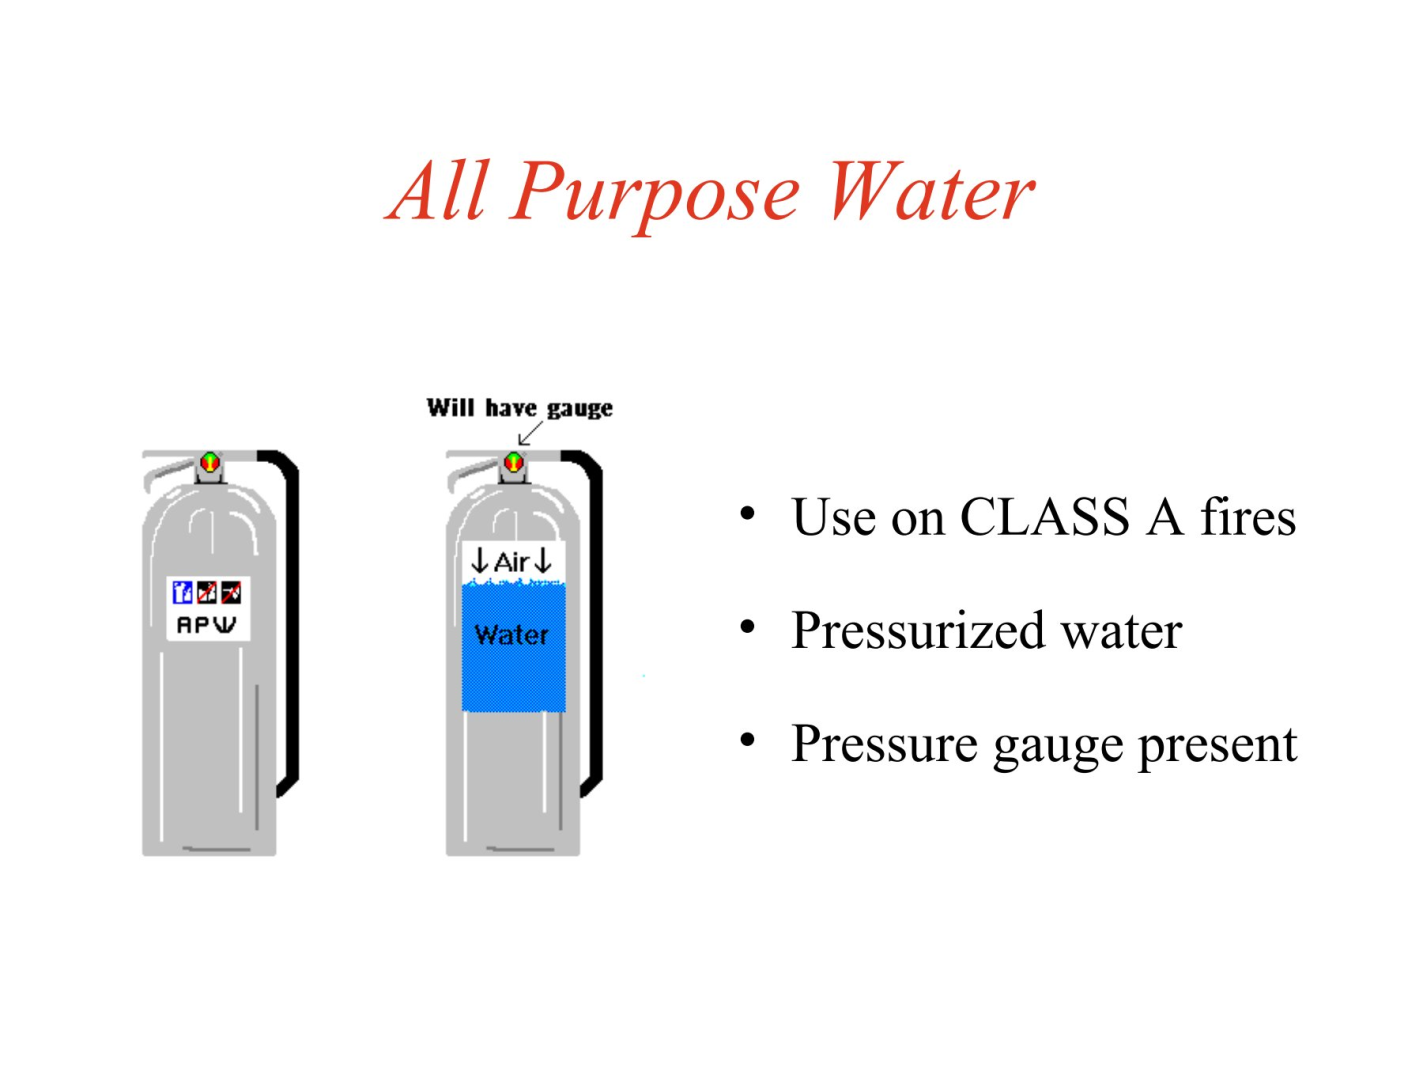 All Purpose Water
Will have gauge
APW
↓Air↓
Water
• Use on CLASS A fires
• Pressurized water
• Pressure gauge present